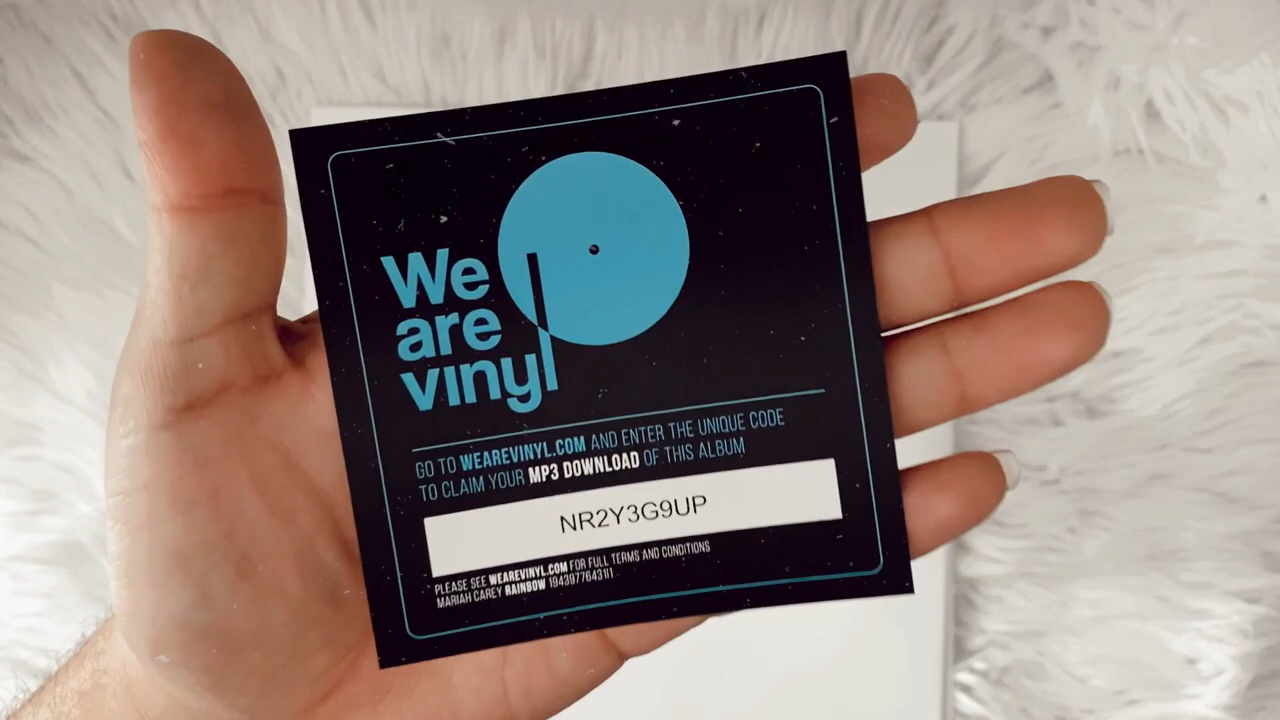 We
are
vinyl
GO TO WEAREVINYL.COM AND ENTER THE UNIQUE CODE
TO CLAIM YOUR MP3 DOWNLOAD OF THIS ALBUM
NR2Y3G9UP
PLEASE SEE WEAREVINYL.COM FOR FULL TERMS AND CONDITIONS
MARIAH CAREY RAINBOW 194397764311